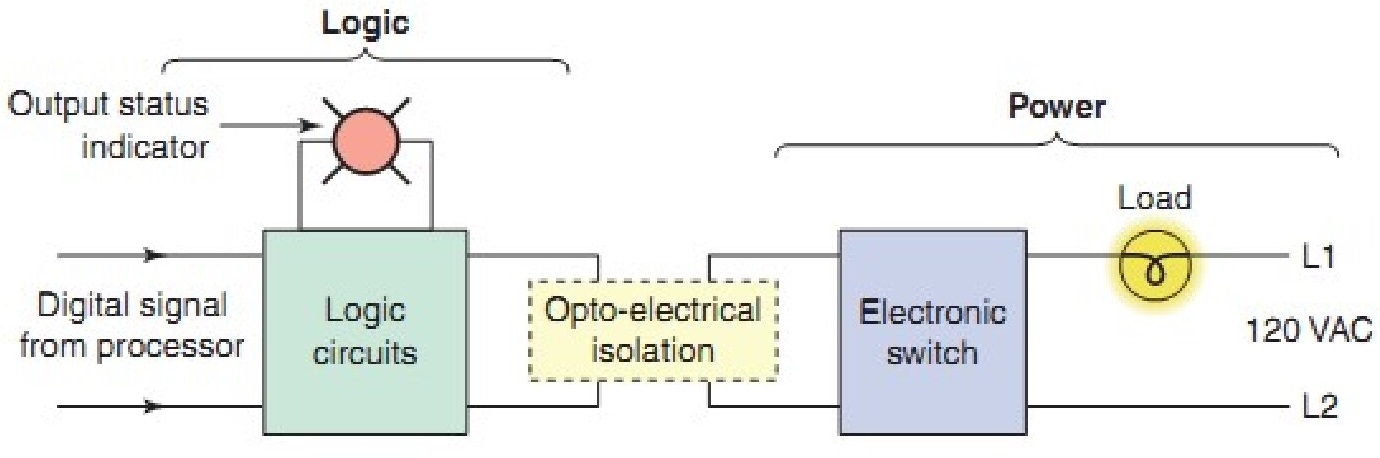 Logic
Output status
indicator
Power
Load
L1
Digital signal
from processor
Logic
circuits
Opto-electrical
isolation
Electronic
switch
120 VAC
L2